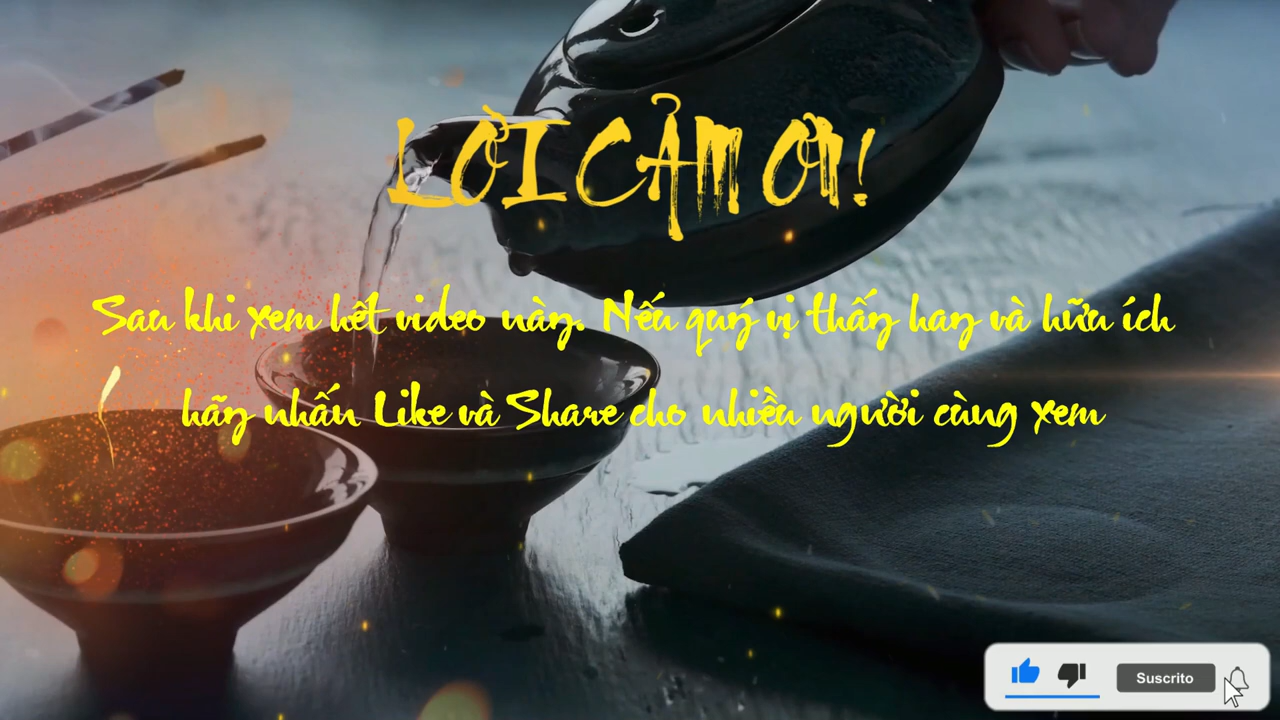 LỜI CẢM ƠN!
Sau khi xem hết video này. Nếu quý vị thấy hay và hữu ích
hãy nhấn Like và Share cho nhiều người cùng xem
Suscrito